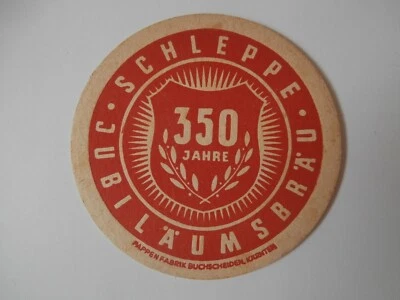 SCHLEPPE
350
JAHRE
JUBILÄUMSBRÄU
PAPPENFABRIK BUCHSCHEIDEN, KÄRNTEN